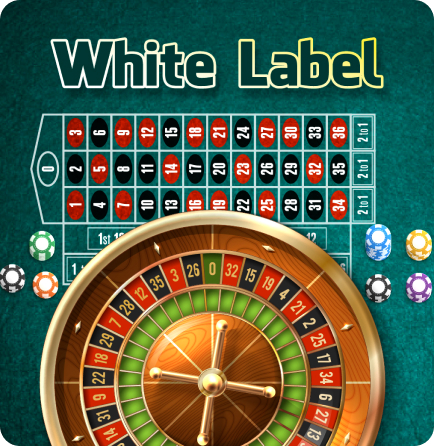 White Label
3 6 9 12 15 18 21 24 27 30 33 36 2 to 1
0 2 5 8 11 14 17 20 23 26 29 32 35 2 to 1
1 4 7 10 13 16 19 22 25 28 31 34 2 to 1
1st 12
14 31 9 22 18 29 7 28 12 35 3 26 0 32 15 19 4 21 2 25 17 34 6 27 13